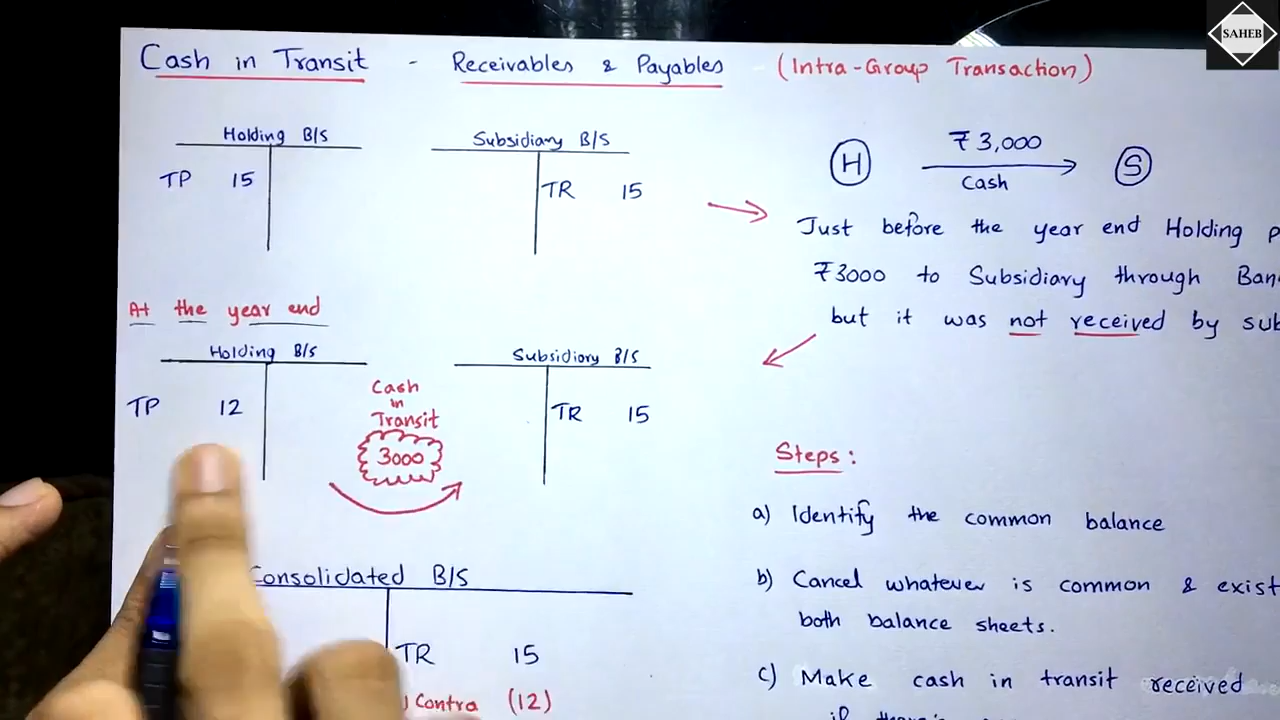 SAHEB
Cash in Transit - Receivables & Payables (Intra-Group Transaction)
Holding B/S
TP 15
Subsidiary B/S
TR 15
H ₹3,000 S
Cash
Just before the year end Holding
₹3000 to Subsidiary through
but it was not received by
At the year end
Holding B/S
TP 12
Cash
in
Transit
3000
Subsidiary B/S
TR 15
Consolidated B/S
TR 15
Contra (12)
Steps:
a) Identify the common balance
b) Cancel whatever is common & exist
both balance sheets.
c) Make cash in transit received
if